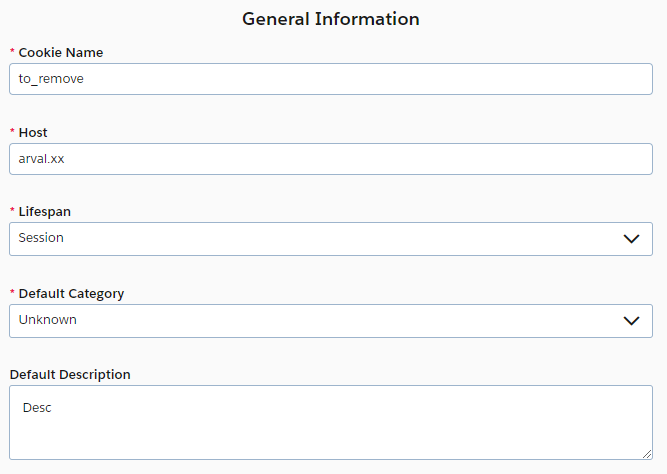 General Information
* Cookie Name
to_remove
* Host
arval.xx
* Lifespan
Session
* Default Category
Unknown
Default Description
Desc